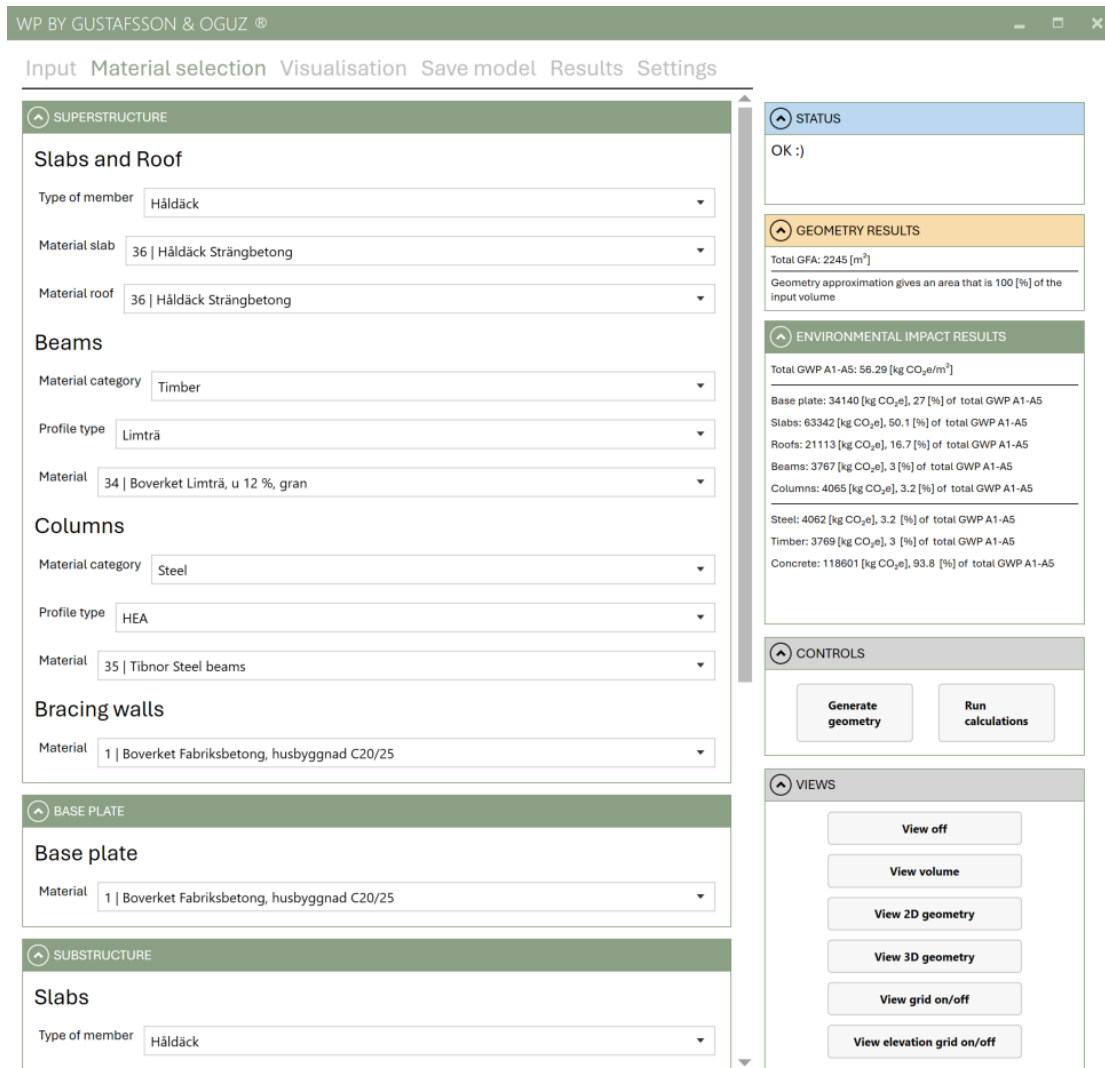 WP BY GUSTAFSSON & OGUZ ®
Input Material selection Visualisation Save model Results Settings
SUPERSTRUCTURE
Slabs and Roof
Type of member Håldäck
Material slab 36 | Håldäck Strängbetong
Material roof 36 | Håldäck Strängbetong
Beams
Material category Timber
Profile type Limträ
Material 34 | Boverket Limträ, u 12 %, gran
Columns
Material category Steel
Profile type HEA
Material 35 | Tibnor Steel beams
Bracing walls
Material 1 | Boverket Fabriksbetong, husbyggnad C20/25
BASE PLATE
Base plate
Material 1 | Boverket Fabriksbetong, husbyggnad C20/25
SUBSTRUCTURE
Slabs
Type of member Håldäck
STATUS
OK :)
GEOMETRY RESULTS
Total GFA: 2245 [m²]
Geometry approximation gives an area that is 100 [%] of the
input volume
ENVIRONMENTAL IMPACT RESULTS
Total GWP A1-A5: 56.29 [kg CO₂e/m²]
Base plate: 34140 [kg CO₂e], 27 [%] of total GWP A1-A5
Slabs: 63342 [kg CO₂e], 50.1 [%] of total GWP A1-A5
Roofs: 21113 [kg CO₂e], 16.7 [%] of total GWP A1-A5
Beams: 3767 [kg CO₂e], 3 [%] of total GWP A1-A5
Columns: 4065 [kg CO₂e], 3.2 [%] of total GWP A1-A5
Steel: 4062 [kg CO₂e], 3.2 [%] of total GWP A1-A5
Timber: 3769 [kg CO₂e], 3 [%] of total GWP A1-A5
Concrete: 118601 [kg CO₂e], 93.8 [%] of total GWP A1-A5
CONTROLS
Generate
geometry
Run
calculations
VIEWS
View off
View volume
View 2D geometry
View 3D geometry
View grid on/off
View elevation grid on/off